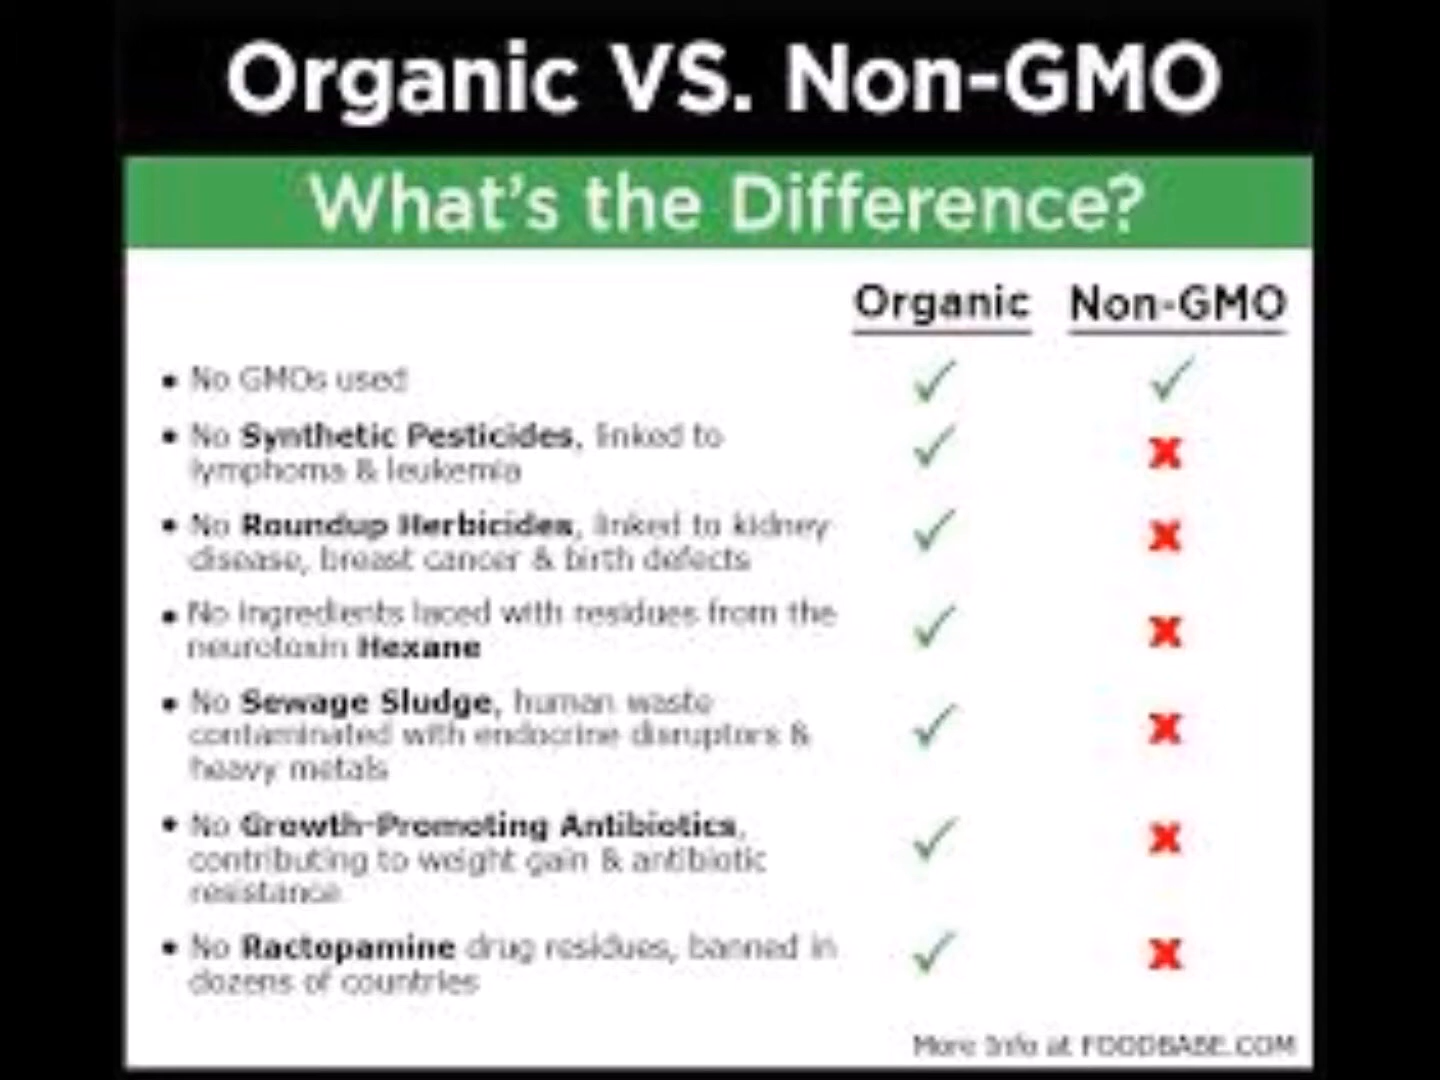 Organic VS. Non-GMO
What's the Difference?
Organic Non-GMO
• No GMOs used
• No Synthetic Pesticides, linked to
lymphoma & leukemia
• No Roundup Herbicides, linked to kidney
disease, breast cancer & birth defects
• No ingredients laced with residues from the
neurotoxin Hexane
• No Sewage Sludge, human waste
contaminated with endocrine disruptors &
heavy metals
• No Growth-Promoting Antibiotics,
contributing to weight gain & antibiotic
resistance
• No Ractopamine drug residues, banned in
dozens of countries
More Info at FOODBABE.COM